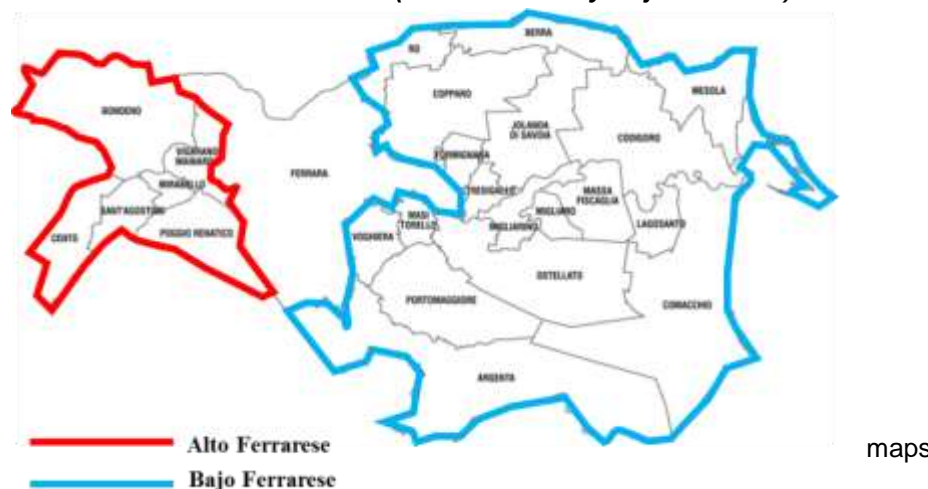 BERRA
RO
COPPARO
MESOLA
BONDENO
JOLANDA
DI SAVOIA
CODIGORO
VIGARANO
MAINARDA
FORMIGNANA
FERRARA
MIRABELLO
TRESIGALLO
MASSA
FISCAGLIA
SANT'AGOSTINO
MIGLIARO
MASI
TORELLO
LAGOSANTO
CENTO
POGGIO RENATICO
VOGHIERA
MIGLIARINO
OSTELLATO
PORTOMAGGIORE
COMACCHIO
ARGENTA
Alto Ferrarese
maps
Bajo Ferrarese